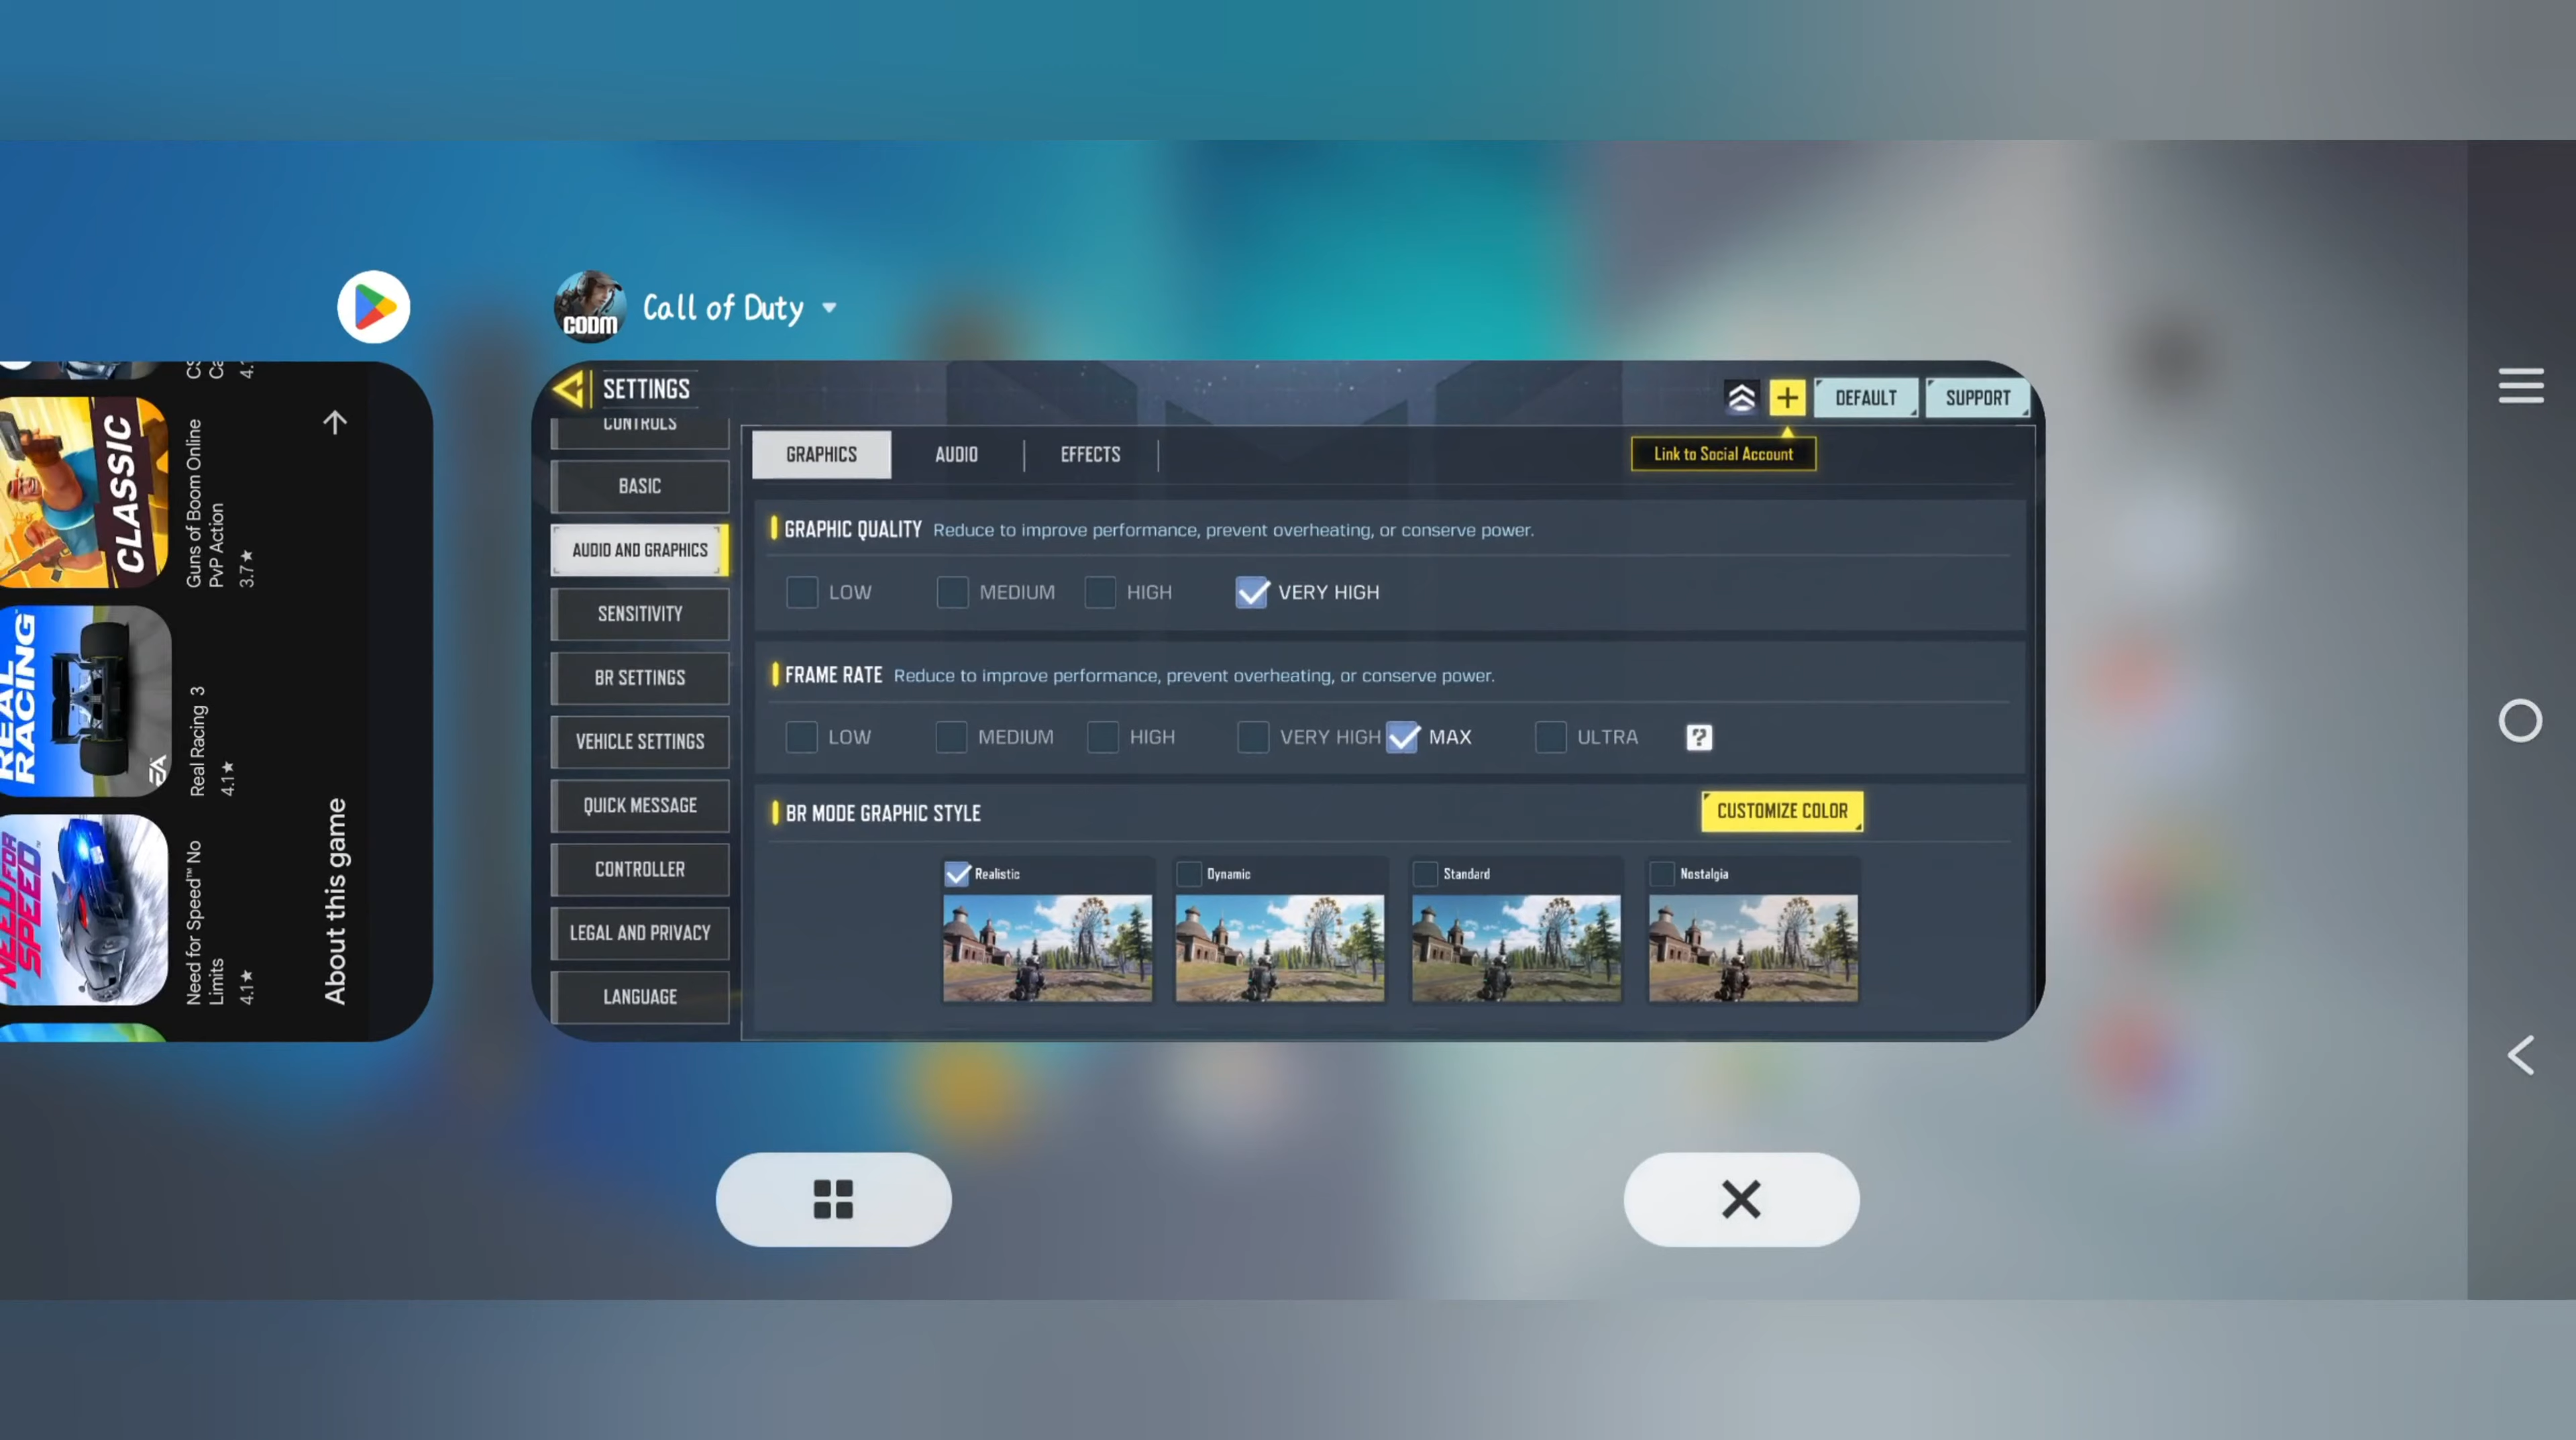 CODM
Call of Duty
SETTINGS
DEFAULT
SUPPORT
Link to Social Account
CONTROLS
BASIC
AUDIO AND GRAPHICS
SENSITIVITY
BR SETTINGS
VEHICLE SETTINGS
QUICK MESSAGE
CONTROLLER
LEGAL AND PRIVACY
LANGUAGE
GRAPHICS
AUDIO
EFFECTS
GRAPHIC QUALITY Reduce to improve performance, prevent overheating, or conserve power.
LOW MEDIUM HIGH VERY HIGH
FRAME RATE Reduce to improve performance, prevent overheating, or conserve power.
LOW MEDIUM HIGH VERY HIGH MAX ULTRA ?
BR MODE GRAPHIC STYLE
CUSTOMIZE COLOR
Realistic Dynamic Standard Nostalgia
CLASSIC
Guns of Boom Online
PvP Action
3.7★
REAL
RACING
EA
Real Racing 3
4.1★
NEED FOR
SPEED
Need for Speed™ No
Limits
4.1★
About this game